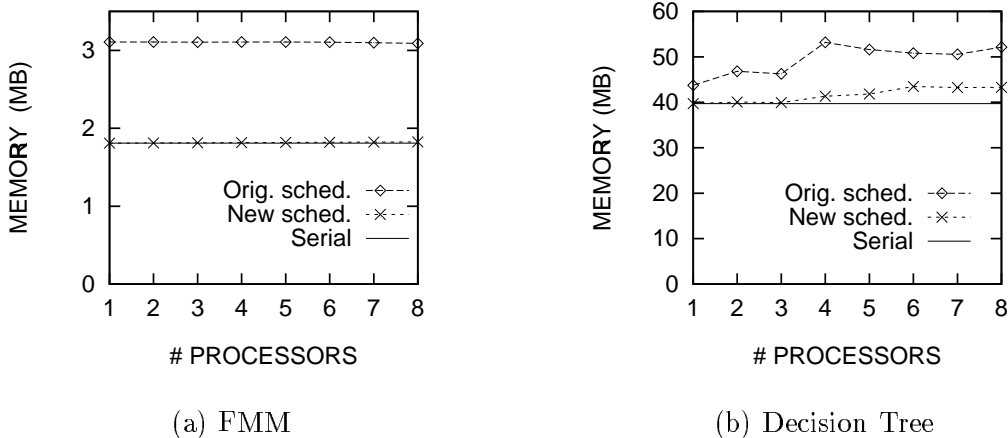 MEMORY (MB)
3
2
1
0
Orig. sched.
New sched.
Serial
1 2 3 4 5 6 7 8
# PROCESSORS
(a) FMM
MEMORY (MB)
60
50
40
30
20
10
0
Orig. sched.
New sched.
Serial
1 2 3 4 5 6 7 8
# PROCESSORS
(b) Decision Tree